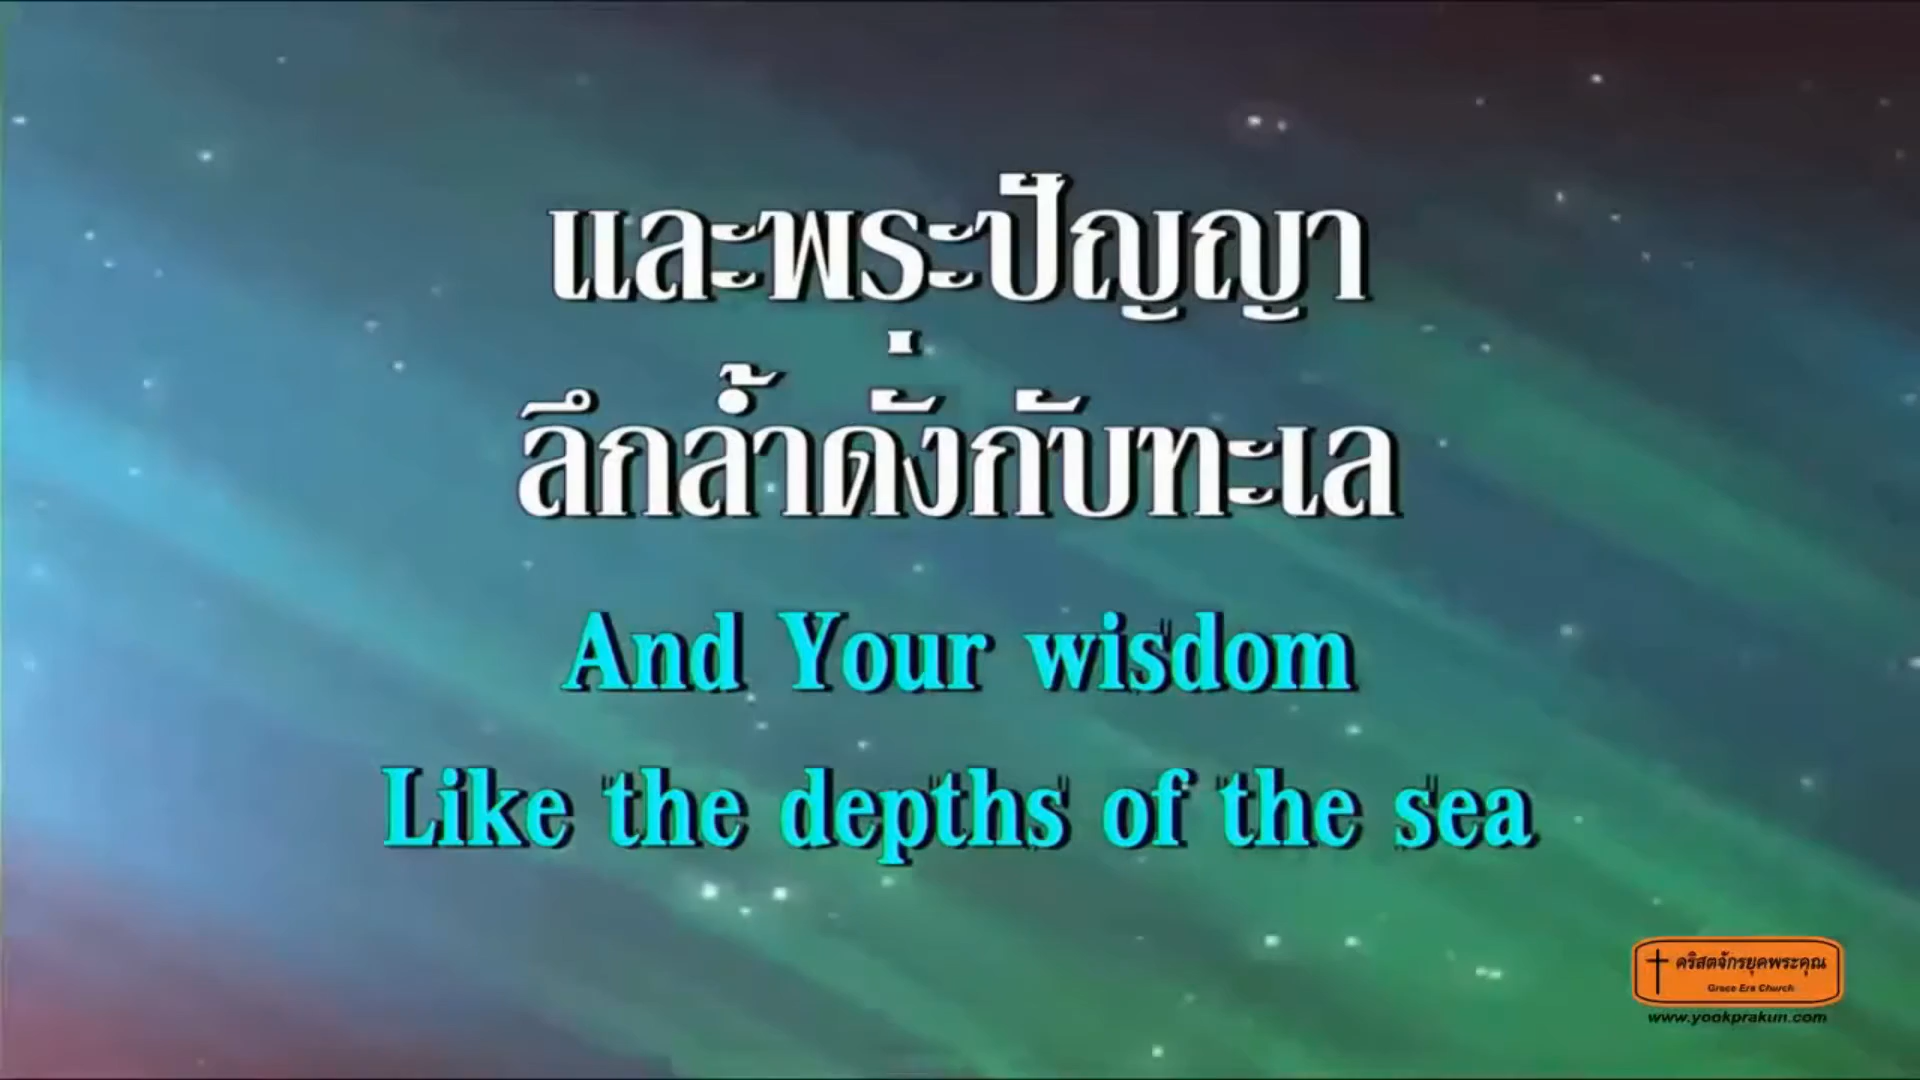 และพระปัญญา
ลึกล้ำดั่งกับทะเล
And Your wisdom
Like the depths of the sea
คริสตจักรยุคพระคุณ
Grace Era Church
www.yookprakun.com